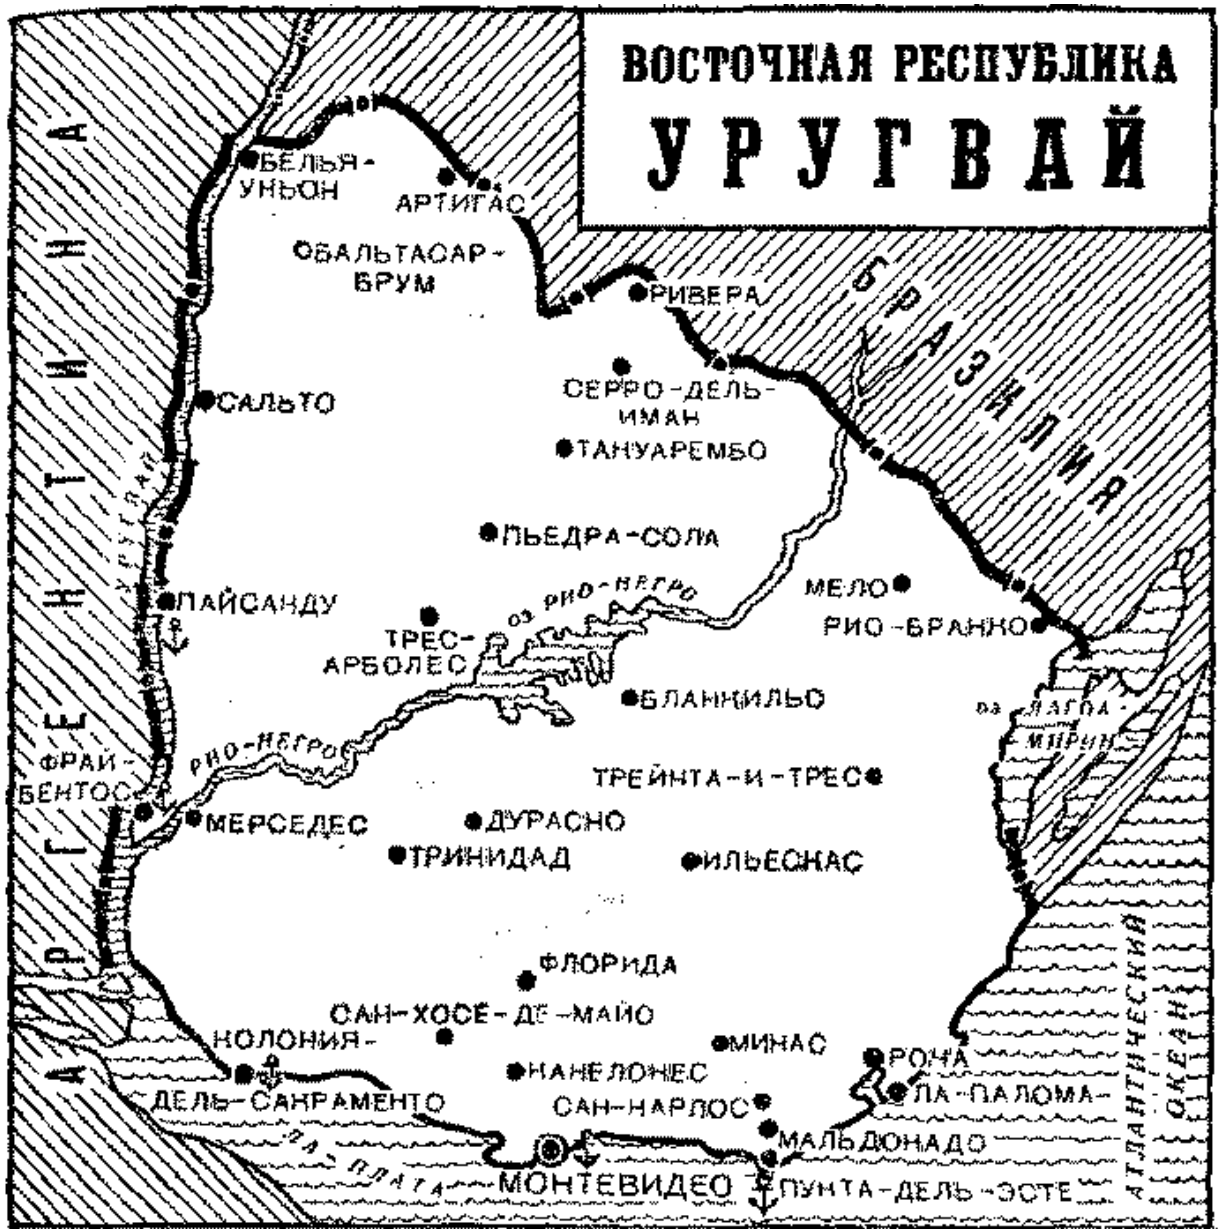 ВОСТОЧНАЯ РЕСПУБЛИКА
УРУГВАЙ
АРГЕНТИНА
БРАЗИЛИЯ
БЕЛЬЯ-
УНЬОН
АРТИГАС
БАЛЬТАСАР-
БРУМ
РИВЕРА
СЕРРО-ДЕЛЬ-
ИМАН
САЛЬТО
ТАНУАРЕМБО
УРУГВАЙ
ПЬЕДРА-СОЛА
ПАЙСАНДУ
МЕЛО
РИО-БРАНКО
оз РИО-НЕГРО
ТРЕС-
АРБОЛЕС
БЛАНКИЛЬО
оз ЛАГОА-
МИРИН
РИО-НЕГРО
ФРАЙ-
БЕНТОС
ТРЕЙНТА-И-ТРЕС
МЕРСЕДЕС
ДУРАСНО
ТРИНИДАД
ИЛЬЕСКАС
ФЛОРИДА
САН-ХОСЕ-ДЕ-МАЙО
КОЛОНИЯ-
ДЕЛЬ-САКРАМЕНТО
МИНАС
КАНЕЛОНЕС
РОЧА
ЛА-ПАЛОМА-
САН-КАРЛОС
МАЛЬДОНАДО
МОНТЕВИДЕО
ПУНТА-ДЕЛЬ-ЭСТЕ
ЛА-ПЛАТА
АТЛАНТИЧЕСКИЙ
ОКЕАН